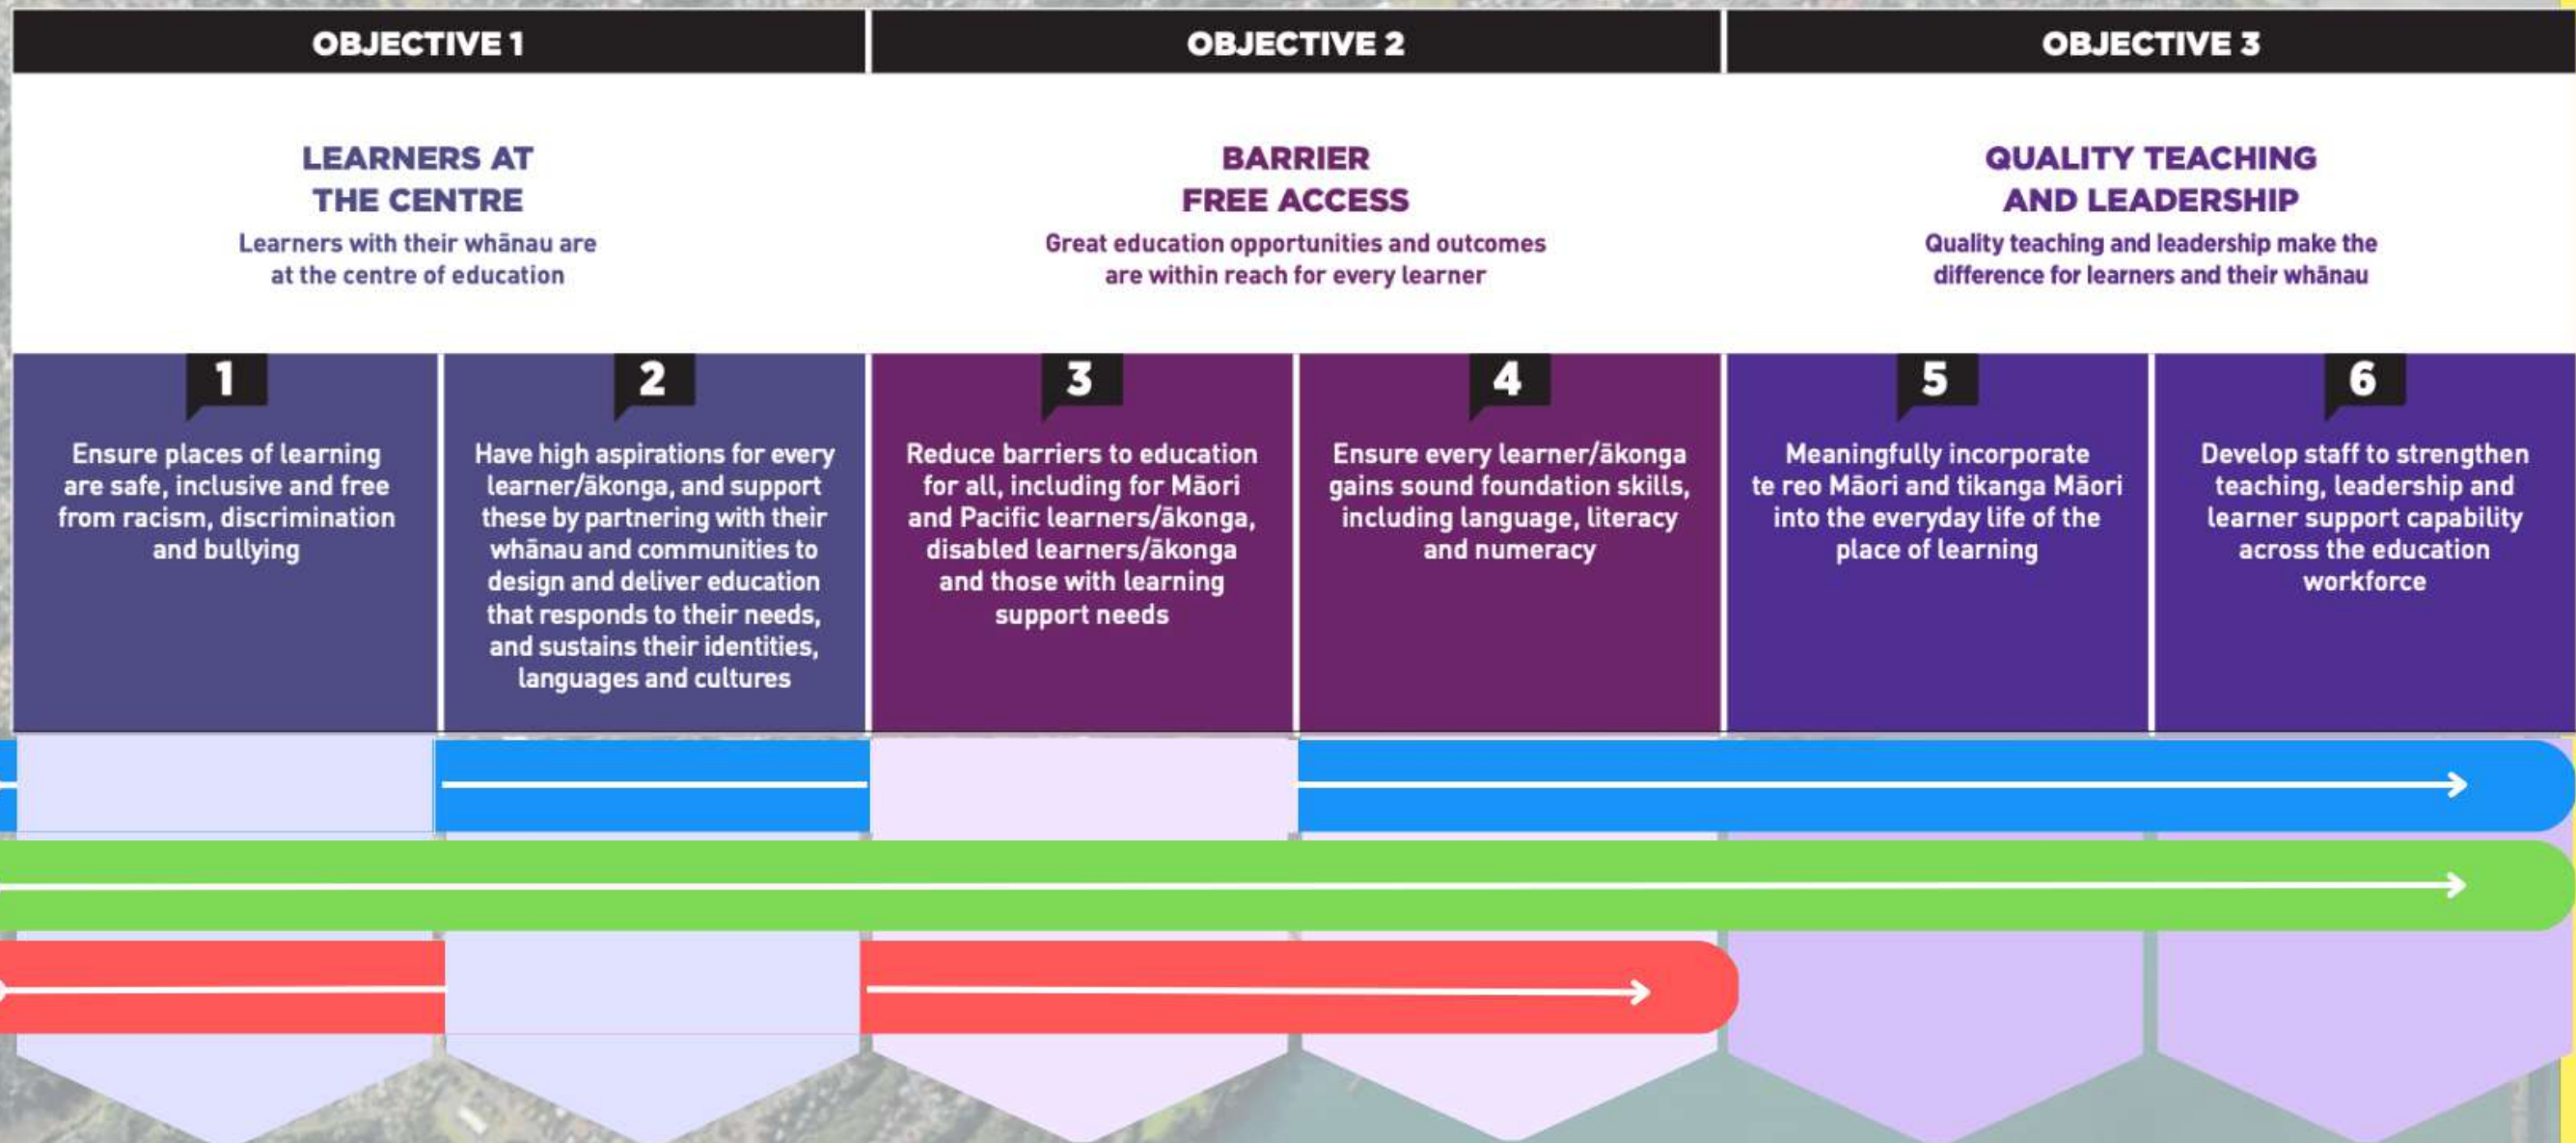 OBJECTIVE 1
OBJECTIVE 2
OBJECTIVE 3
LEARNERS AT
THE CENTRE
Learners with their whānau are
at the centre of education
BARRIER
FREE ACCESS
Great education opportunities and outcomes
are within reach for every learner
QUALITY TEACHING
AND LEADERSHIP
Quality teaching and leadership make the
difference for learners and their whānau
1
Ensure places of learning
are safe, inclusive and free
from racism, discrimination
and bullying
2
Have high aspirations for every
learner/ākonga, and support
these by partnering with their
whānau and communities to
design and deliver education
that responds to their needs,
and sustains their identities,
languages and cultures
3
Reduce barriers to education
for all, including for Māori
and Pacific learners/ākonga,
disabled learners/ākonga
and those with learning
support needs
4
Ensure every learner/ākonga
gains sound foundation skills,
including language, literacy
and numeracy
5
Meaningfully incorporate
te reo Māori and tikanga Māori
into the everyday life of the
place of learning
6
Develop staff to strengthen
teaching, leadership and
learner support capability
across the education
workforce